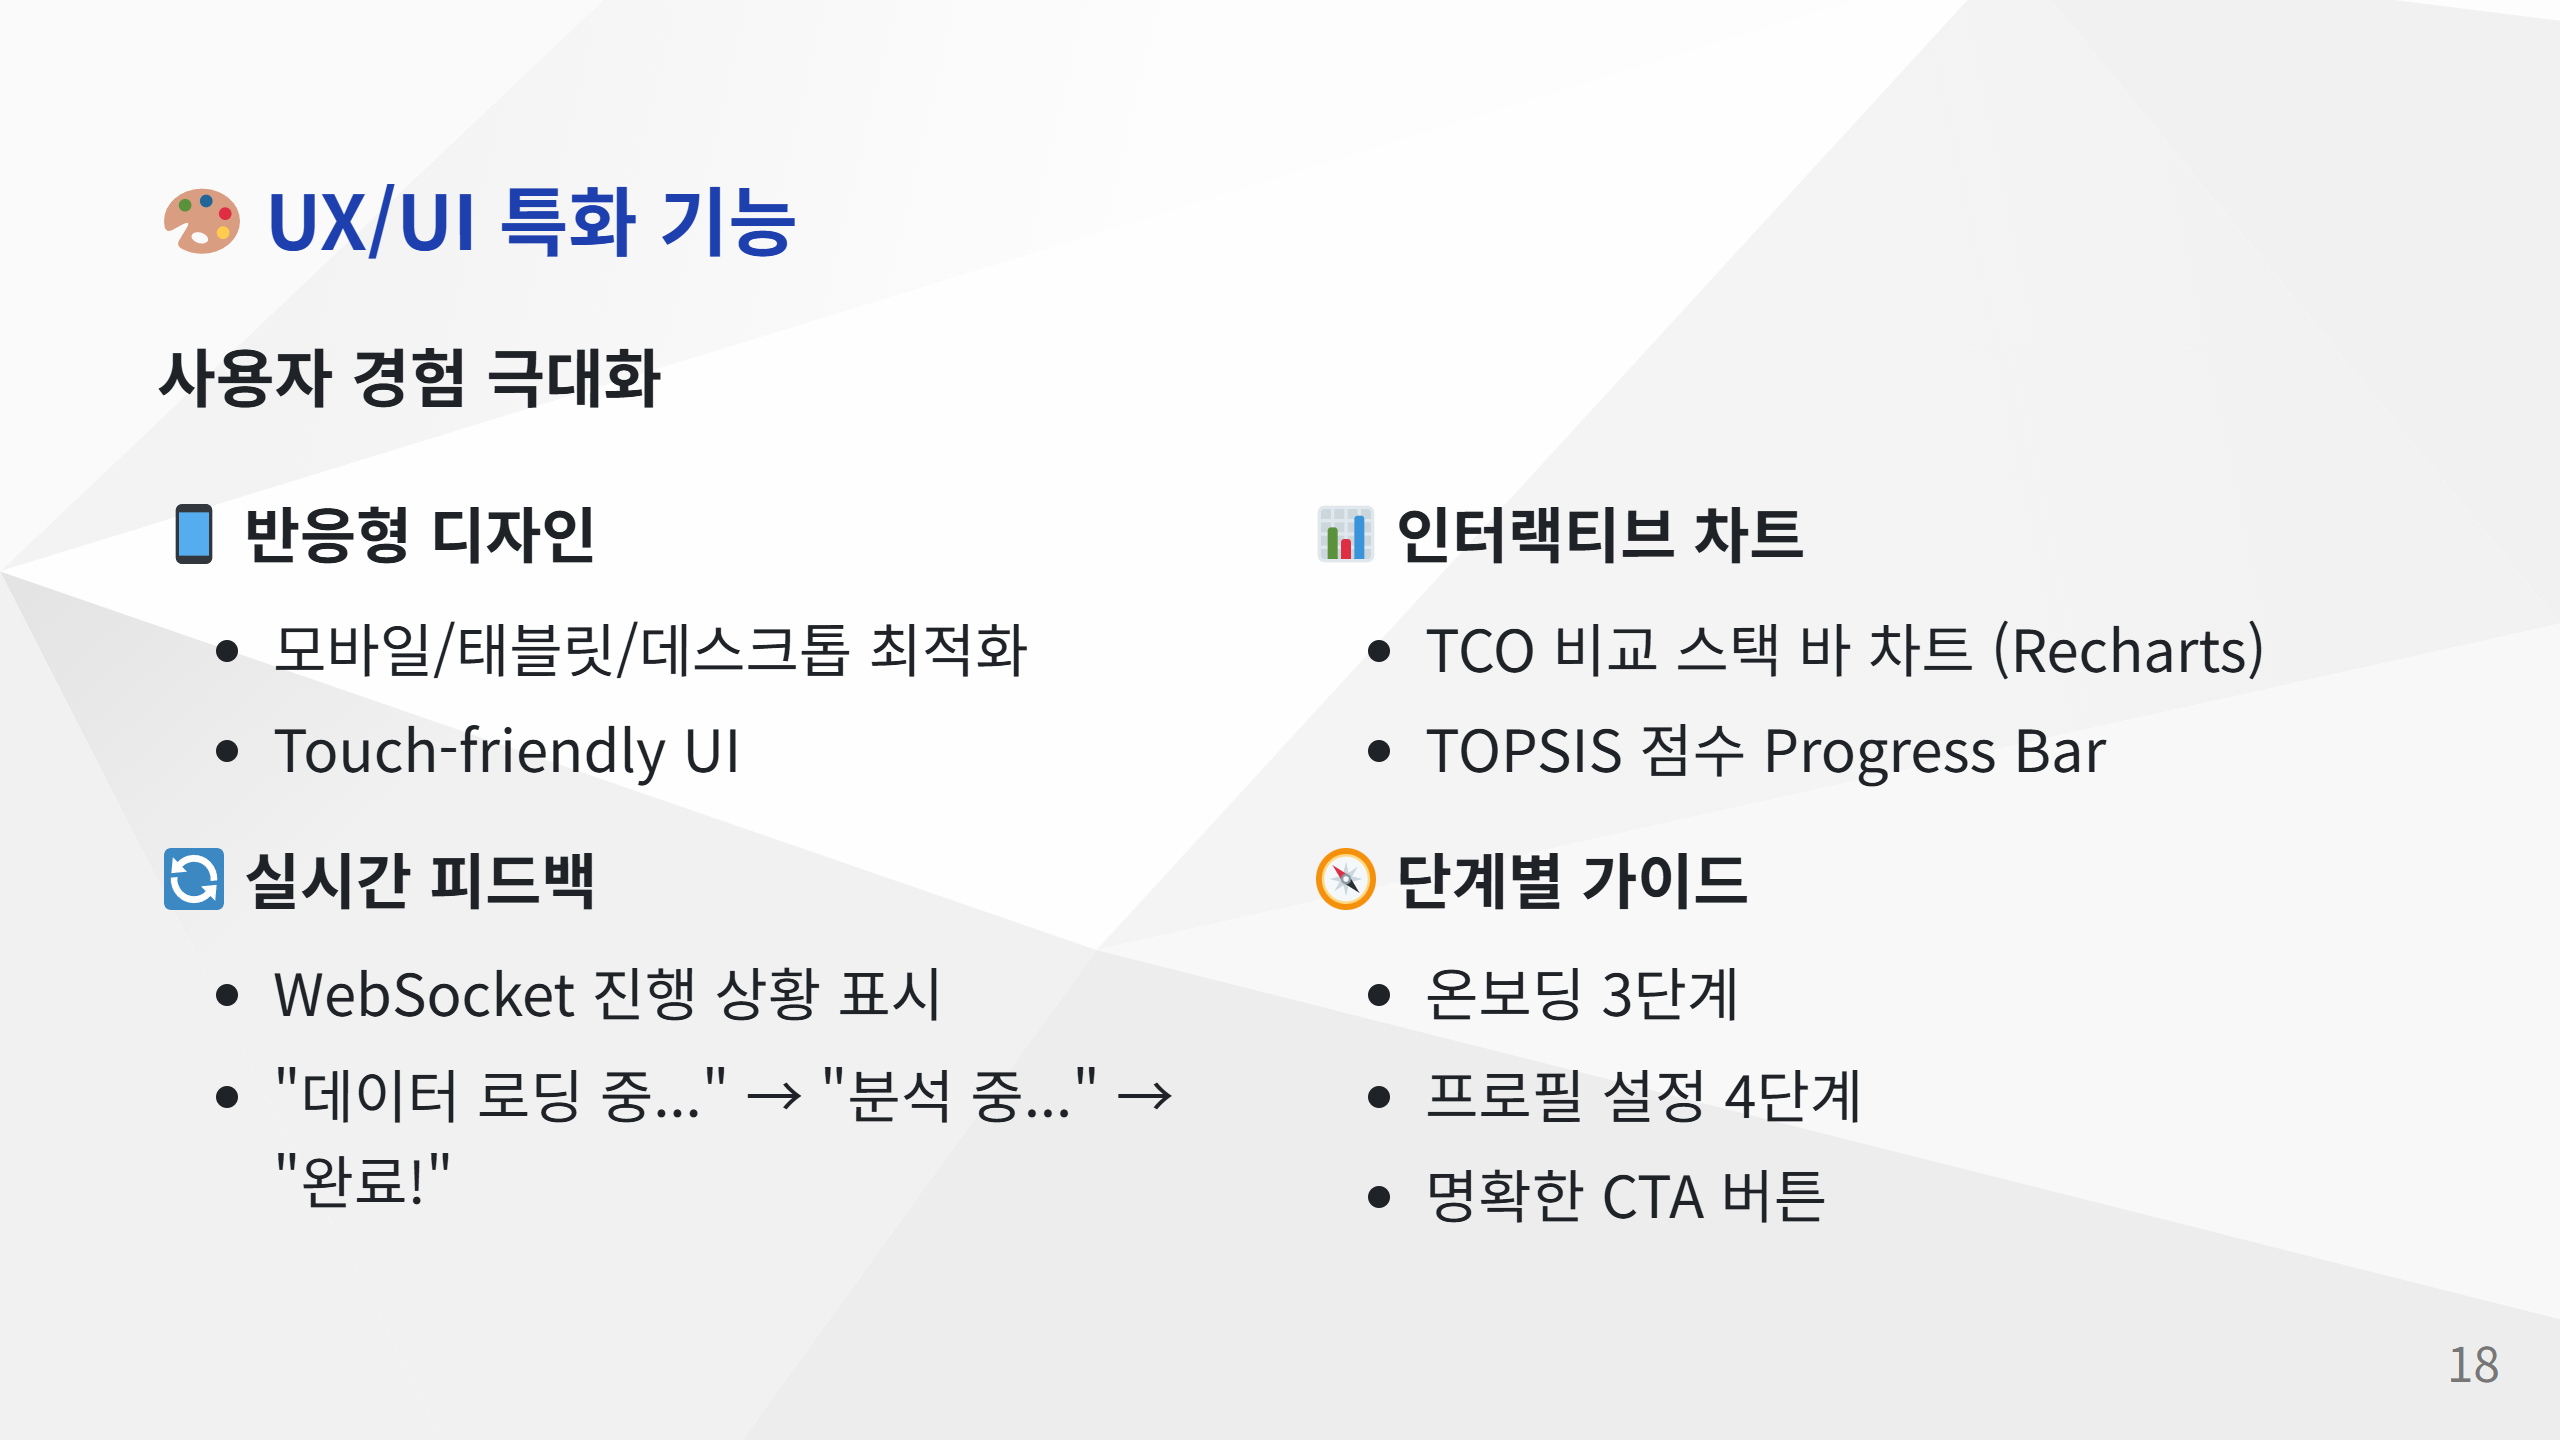 UX/UI 특화 기능
사용자 경험 극대화
반응형 디자인
모바일/태블릿/데스크톱 최적화
Touch-friendly UI
실시간 피드백
WebSocket 진행 상황 표시
"데이터 로딩 중..." → "분석 중..." →
"완료!"
인터랙티브 차트
TCO 비교 스택 바 차트 (Recharts)
TOPSIS 점수 Progress Bar
단계별 가이드
온보딩 3단계
프로필 설정 4단계
명확한 CTA 버튼
18